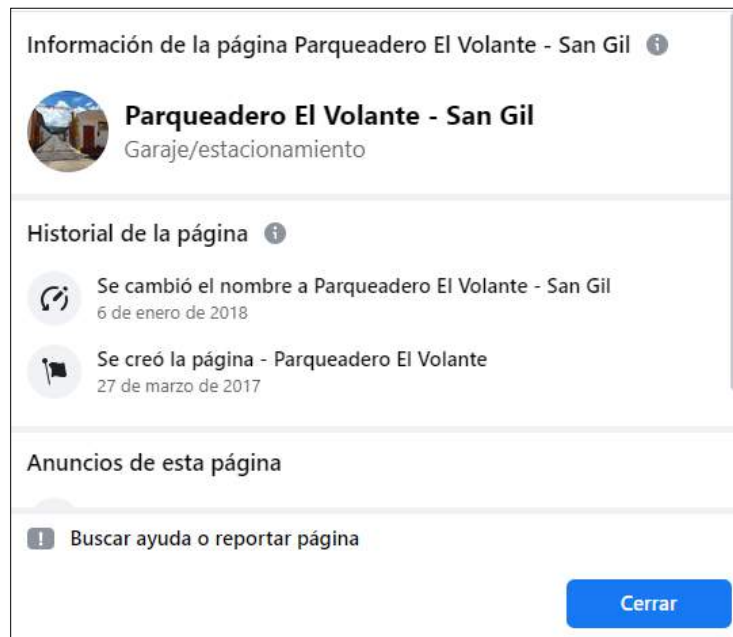 Información de la página Parqueadero El Volante - San Gil
Parqueadero El Volante - San Gil
Garaje/estacionamiento
Historial de la página
Se cambió el nombre a Parqueadero El Volante - San Gil
6 de enero de 2018
Se creó la página - Parqueadero El Volante
27 de marzo de 2017
Anuncios de esta página
Buscar ayuda o reportar página
Cerrar